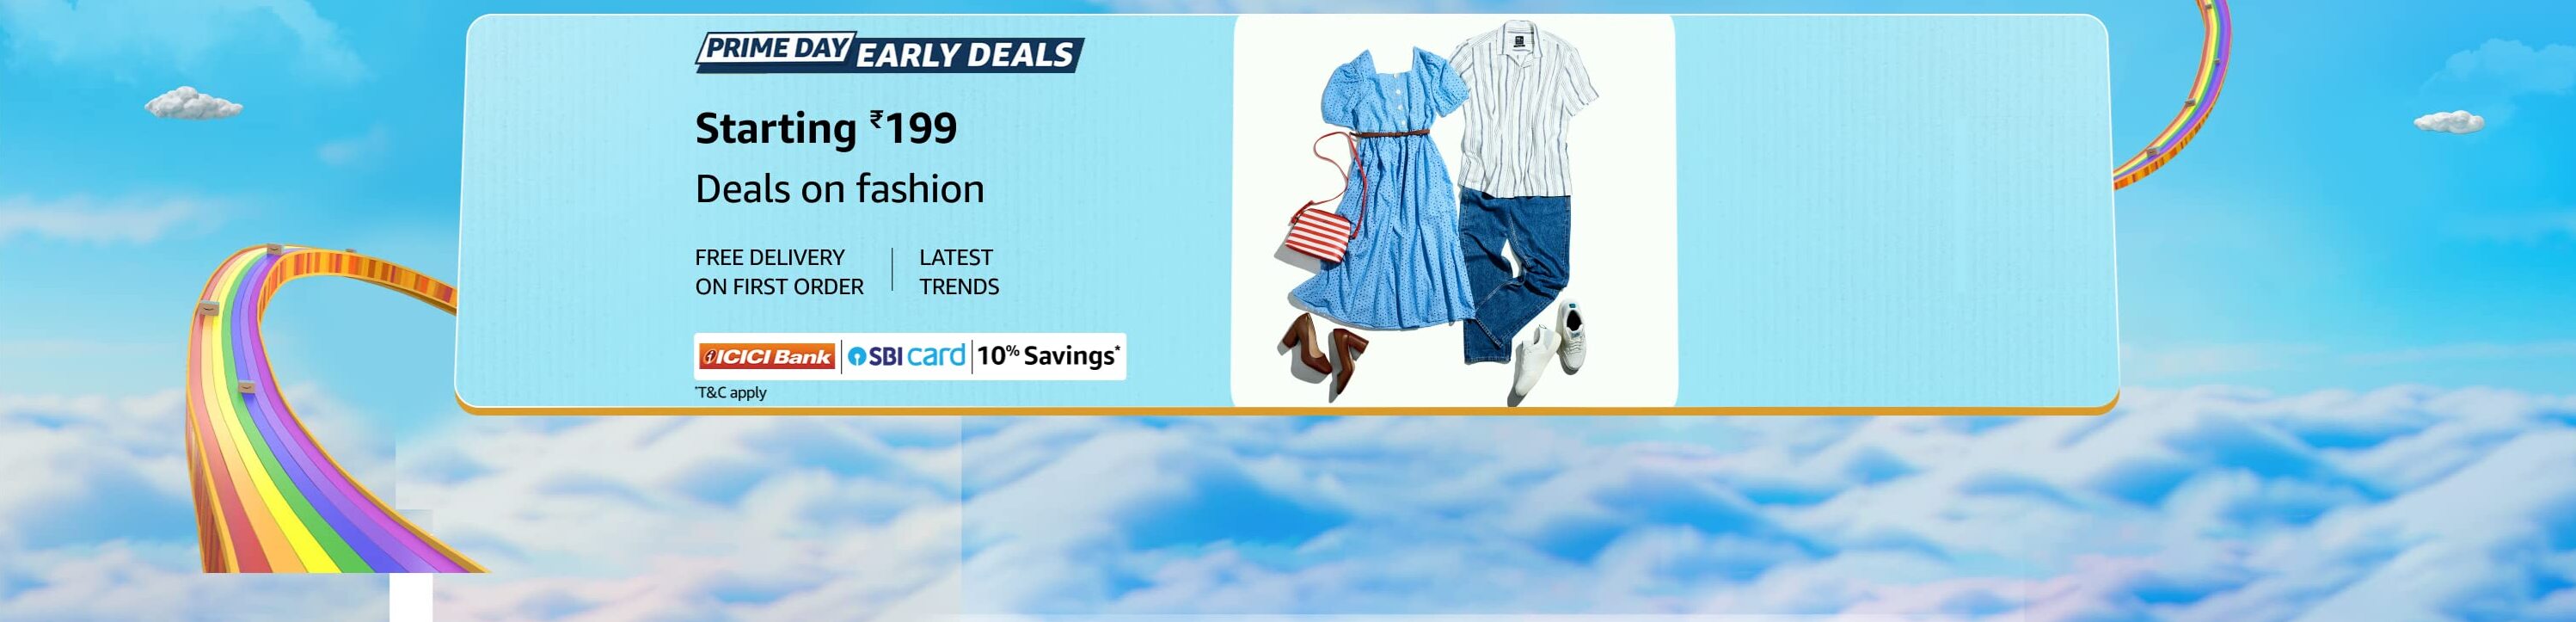 PRIME DAY EARLY DEALS
Starting ₹199
Deals on fashion
FREE DELIVERY
ON FIRST ORDER
LATEST
TRENDS
ICICI Bank SBI card 10% Savings*
*T&C apply